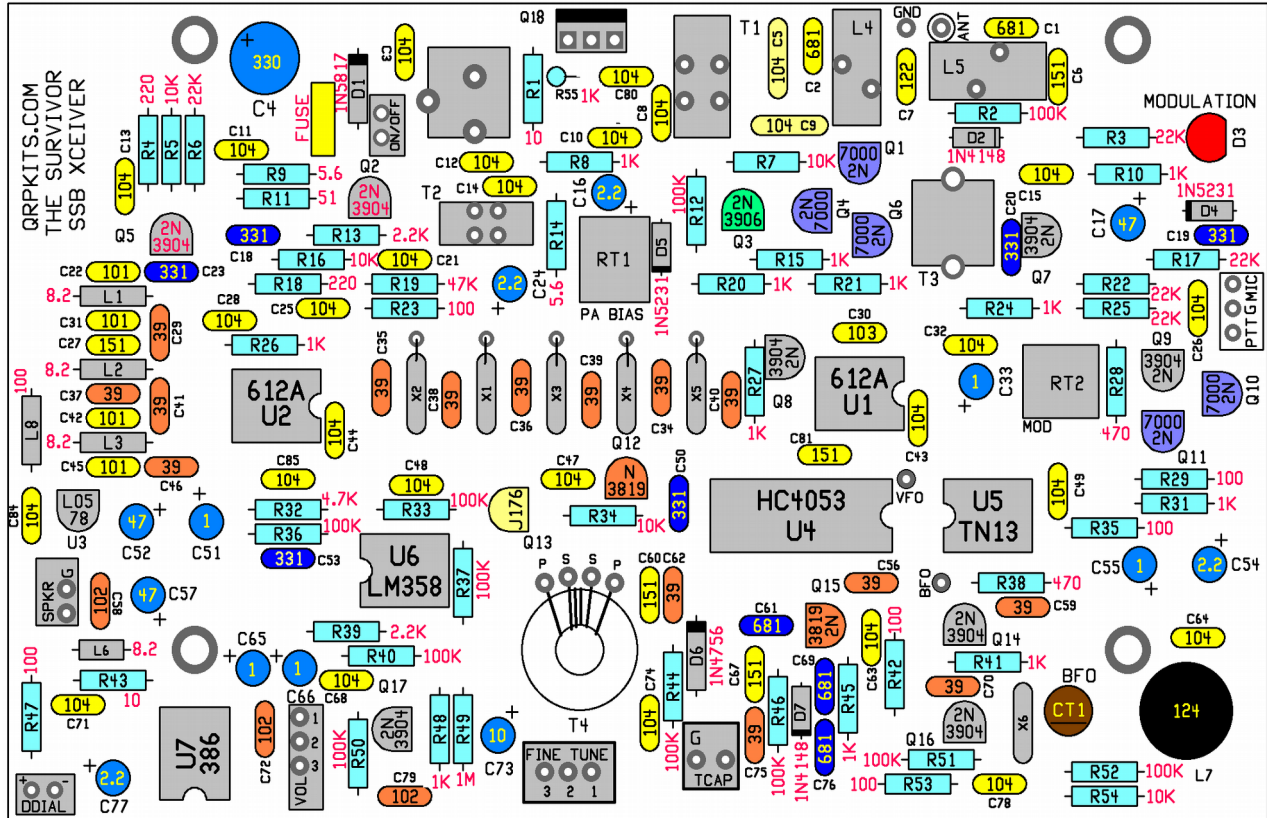 QRPKITS.COM
THE SURVIVOR
SSB XCEIVER
330
C4
+
1N5817
D1
FUSE
ON/OFF
104 C3
Q18
R1 10
R55 1K
104 C80
104 C8
T1
C5 104
681 C2
L4
GND
ANT
681 C1
122 C7
L5
151 C6
R2 100K
D2 1N4148
MODULATION
R3 22K
D3
220 R4
10K R5
22K R6
C13 104
C11 104
R9 5.6
R11 51
Q2 2N 3904
C12 104
C14 104
T2
C10 104
R8 1K
C16 2.2 +
104 C9
R7 10K
7000 2N Q1
R10 1K
1N5231 D4
C15 104
C17 47 +
C19 331
Q5 2N 3904
331 C18
R13 2.2K
R16 10K
104 C21
R14 5.6
RT1
PA BIAS
D5 1N5231
100K R12
2N 3906 Q3
2N 7000 Q4
7000 2N Q6
T3
C20 331
3904 2N Q7
R15 1K
R17 22K
C22 101
331 C23
R18 220
R19 47K
C24 2.2 +
R20 1K
R21 1K
R22 22K
R25 22K
104 C26
PTT G MIC
8.2 L1
C28 104
C25 104
R23 100
R24 1K
C31 101
39 C29
C27 151
R26 1K
C30 103
C32 104
8.2 L2
C35 39
X2
C38 39
X1
39 C36
X3
C39 39
X4
39 C34
X5
C40 39
R27 1K
3904 2N Q8
612A U1
1 C33 +
RT2
MOD
R28 470
Q9 3904 2N
7000 2N Q10
7000 2N Q11
100 L8
C37 39
39 C41
C42 101
8.2 L3
C45 101
39 C46
612A U2
104 C44
Q12 N 3819
C81 151
104 C43
C84 104
L05 78 U3
47 C52 +
1 C51 +
C85 104
R32 4.7K
R36 100K
331 C53
C48 104
R33 100K
J176 Q13
C47 104
R34 10K
C50 331
HC4053 U4
VFO
U5 TN13
104 C49
R29 100
R31 1K
R35 100
SPKR G
102 C58
47 C57 +
U6 LM358
R37 100K
P S S P
T4
C60 151
C62 39
C56 39
BFO
R38 470
39 C59
C55 1 +
2.2 C54 +
Q15 3819 2N
C61 681
104 C63
100 R42
2N 3904 Q14
C64 104
L6 8.2
R43 10
100 R47
104 C71
C65 1 +
1 C66 +
R39 2.2K
R40 100K
104 C68
C74 104
R44 100K
D6 1N4756
C67 151
39 C75
R46 100K
C69 681
D7 1N4148
681 C76
R45 1K
R41 1K
39 C70
BFO
CT1
124 L7
X6
U7 386
102 C72
VOL 1 2 3
100K R50
Q17 2N 3904
R48 1K
R49 1M
10 C73 +
FINE TUNE
3 2 1
G TCAP
2N 3904 Q16
100K R51
100 R53
104 C78
R52 100K
R54 10K
+ - DDIAL
2.2 C77 +
C79 102